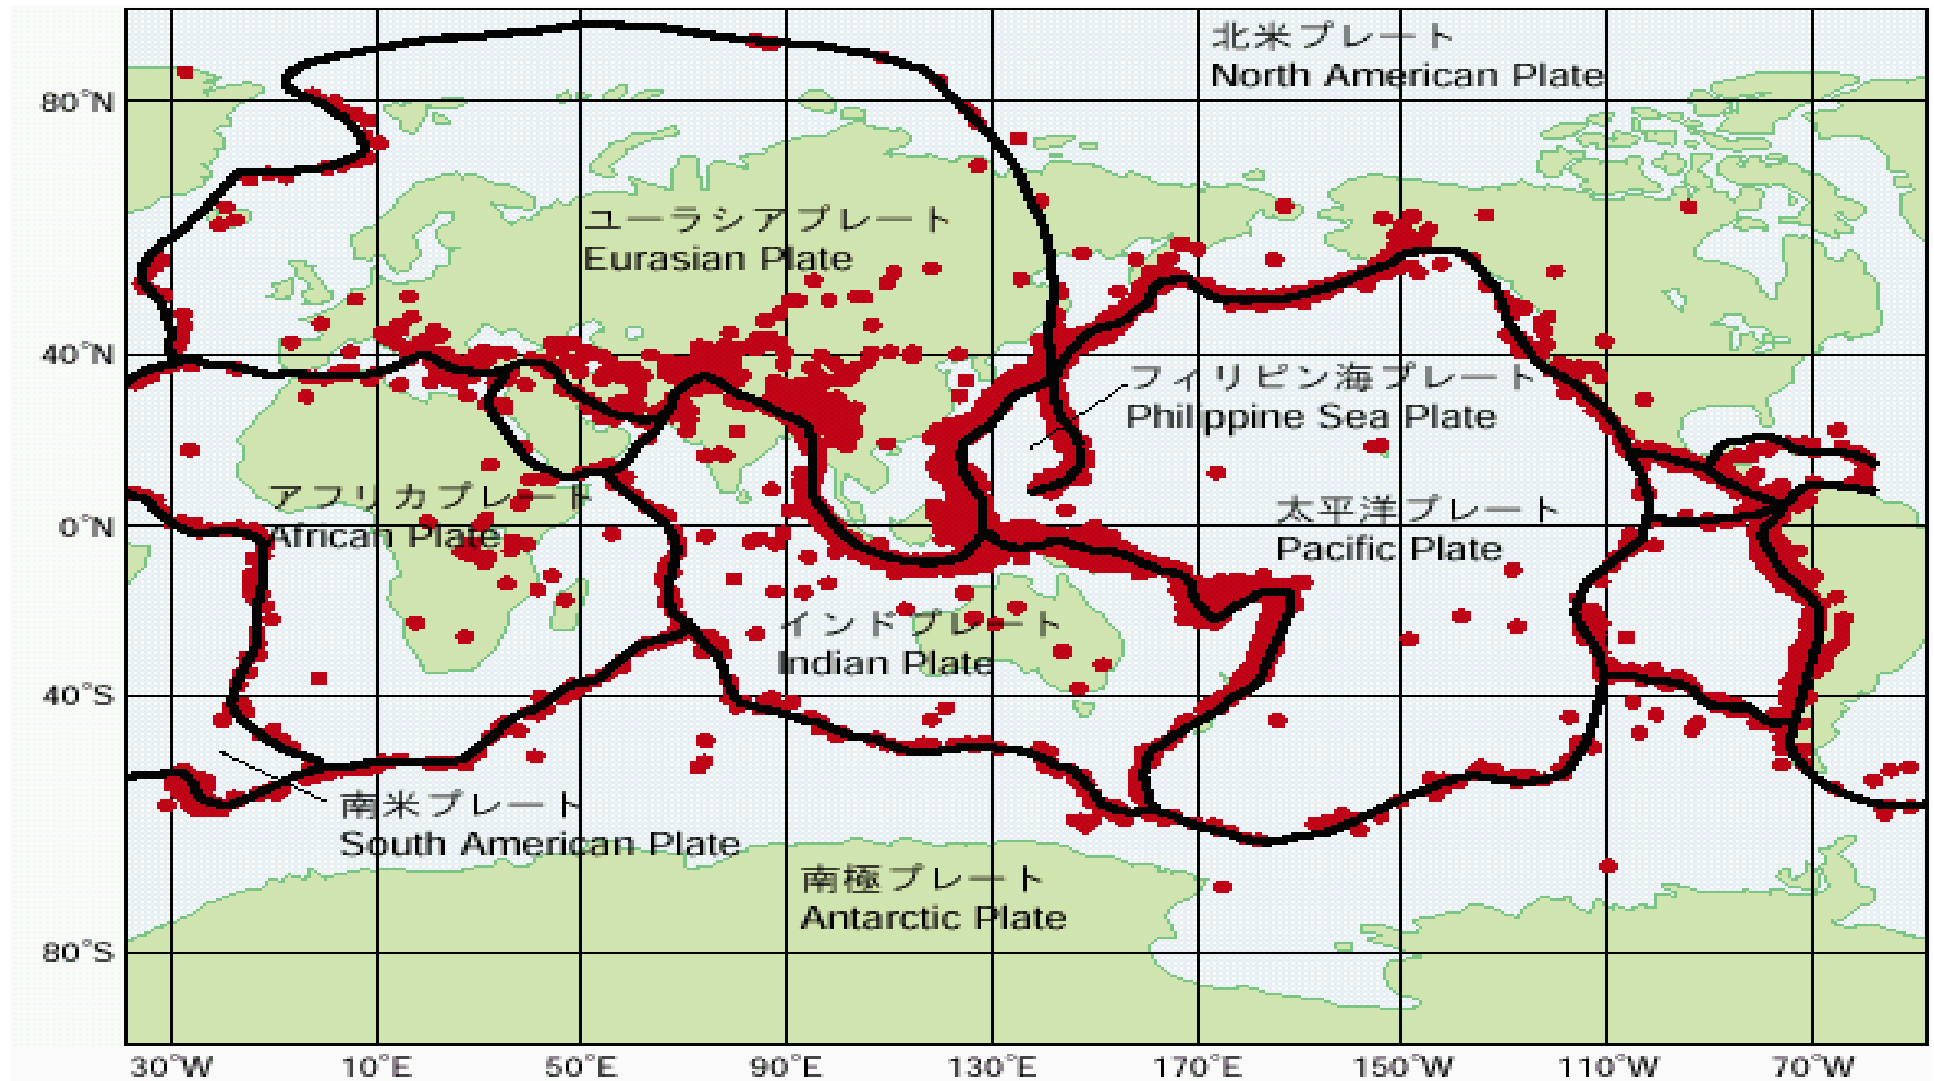 北米プレート
North American Plate
80°N
ユーラシアプレート
Eurasian Plate
40°N
フィリピン海プレート
Philippine Sea Plate
アフリカプレート
African Plate
太平洋プレート
Pacific Plate
0°N
インドプレート
Indian Plate
40°S
南米プレート
South American Plate
南極プレート
Antarctic Plate
80°S
30°W 10°E 50°E 90°E 130°E 170°E 150°W 110°W 70°W